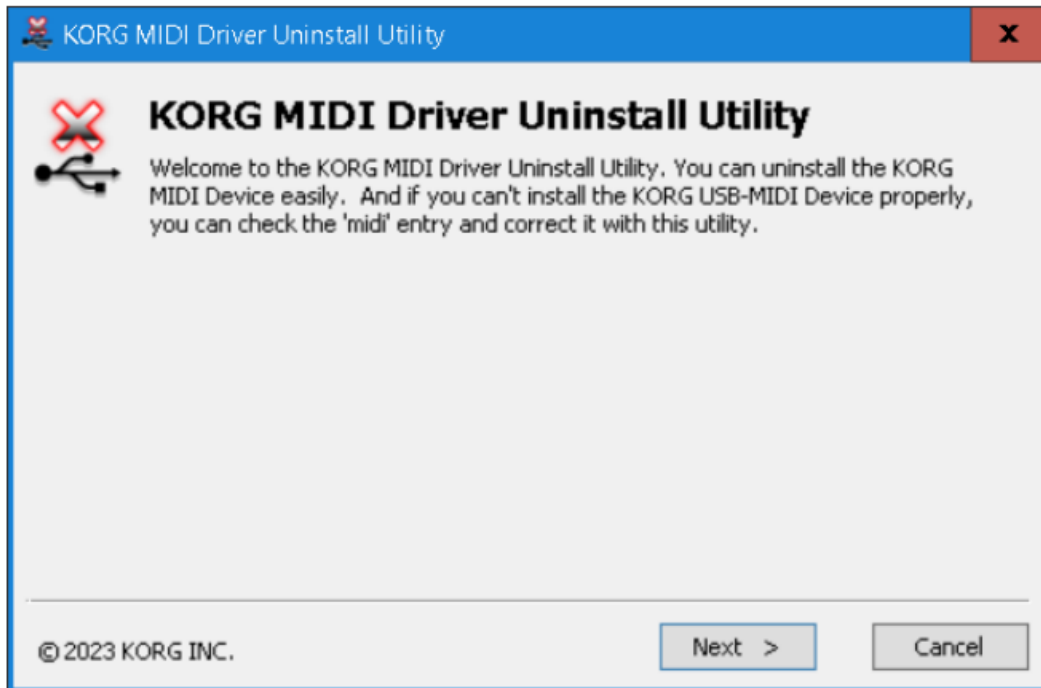 KORG MIDI Driver Uninstall Utility
KORG MIDI Driver Uninstall Utility
Welcome to the KORG MIDI Driver Uninstall Utility. You can uninstall the KORG
MIDI Device easily.  And if you can't install the KORG USB-MIDI Device properly,
you can check the 'midi' entry and correct it with this utility.
© 2023 KORG INC.
Next >
Cancel